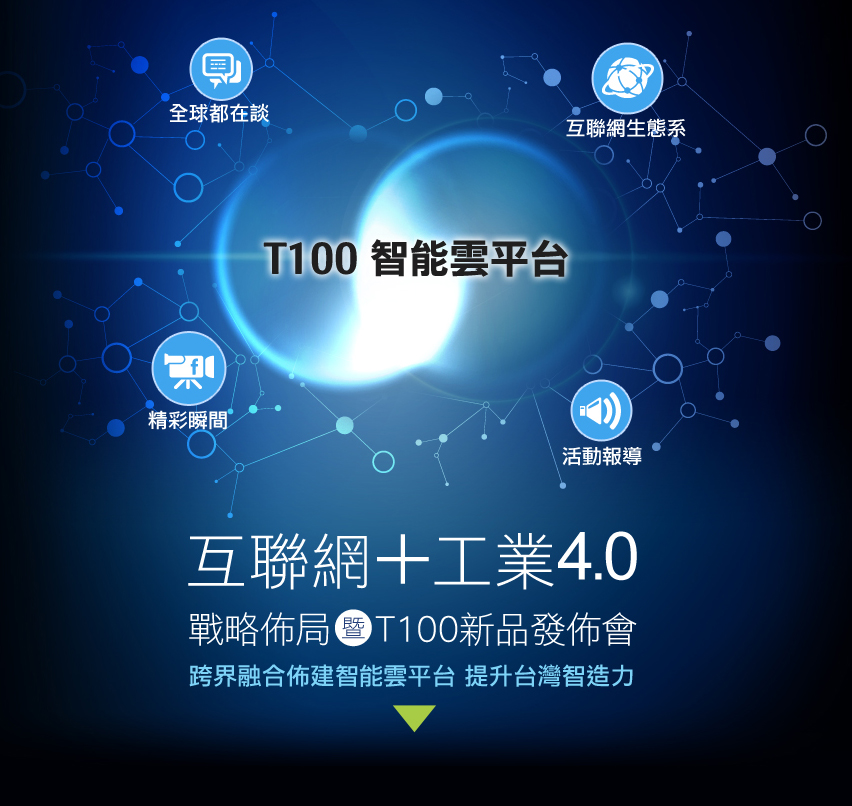 全球都在談
互聯網生態系
T100 智能雲平台
f
精彩瞬間
活動報導
互聯網+工業4.0
戰略佈局暨T100新品發佈會
跨界融合佈建智能雲平台 提升台灣智造力